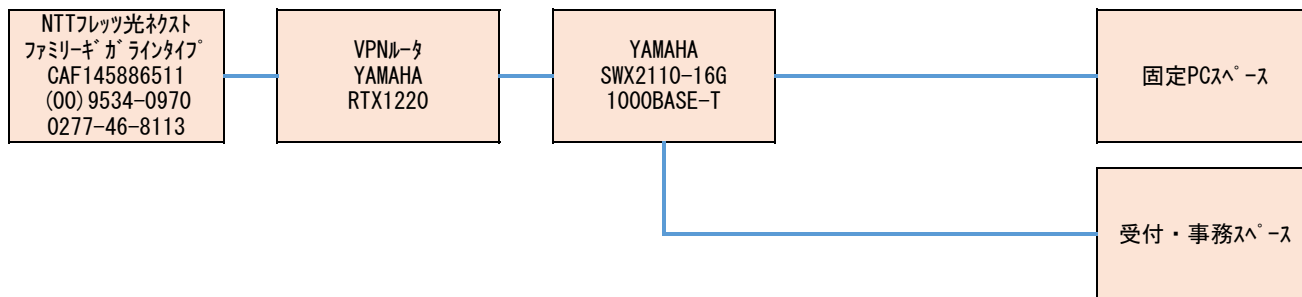 NTTﾌﾚｯﾂ光ﾈｸｽﾄ
ﾌｧﾐﾘｰｷﾞｶﾞﾗｲﾝﾀｲﾌﾟ
CAF145886511
(00)9534-0970
0277-46-8113
VPNﾙｰﾀ
YAMAHA
RTX1220
YAMAHA
SWX2110-16G
1000BASE-T
固定PCｽﾍﾟｰｽ
受付・事務ｽﾍﾟｰｽ